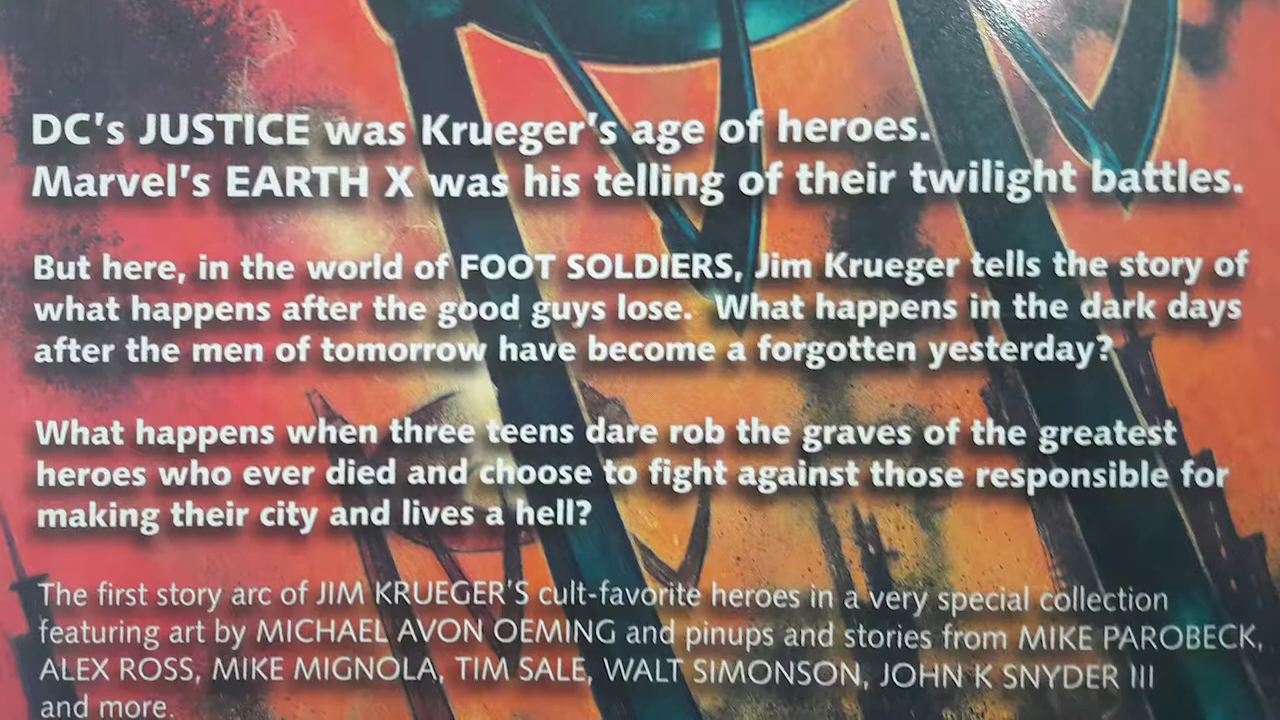 DC's JUSTICE was Krueger's age of heroes.
Marvel's EARTH X was his telling of their twilight battles.
But here, in the world of FOOT SOLDIERS, Jim Krueger tells the story of
what happens after the good guys lose. What happens in the dark days
after the men of tomorrow have become a forgotten yesterday?
What happens when three teens dare rob the graves of the greatest
heroes who ever died and choose to fight against those responsible for
making their city and lives a hell?
The first story arc of JIM KRUEGER'S cult-favorite heroes in a very special collection
featuring art by MICHAEL AVON OEMING and pinups and stories from MIKE PAROBECK,
ALEX ROSS, MIKE MIGNOLA, TIM SALE, WALT SIMONSON, JOHN K SNYDER III
and more.